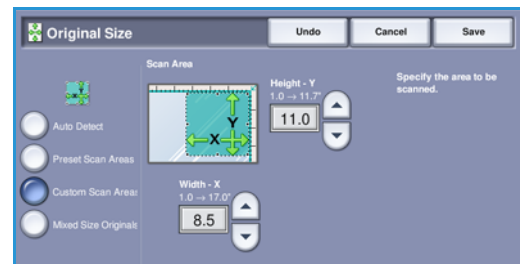 Original Size
Undo
Cancel
Save
Scan Area
Auto Detect
Preset Scan Areas
Custom Scan Areas
Mixed Size Originals
Y
X
Height - Y
1.0 → 11.7"
11.0
Width - X
1.0 → 17.0"
8.5
Specify the area to be
scanned.